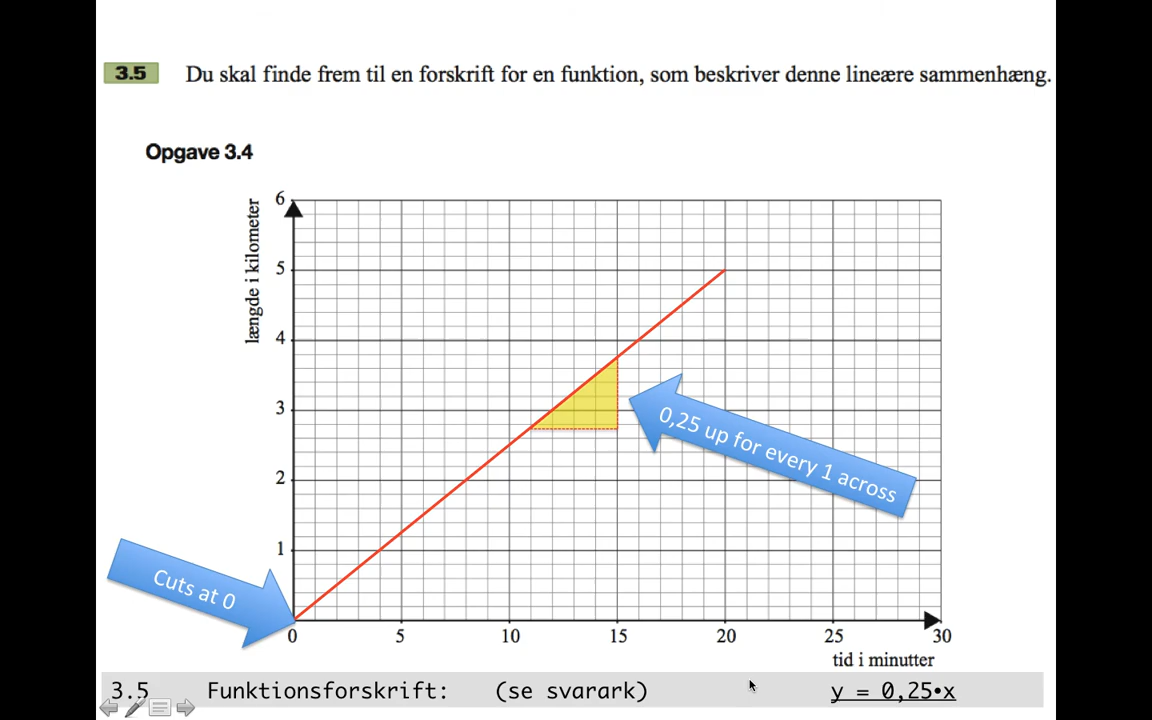 3.5 Du skal finde frem til en forskrift for en funktion, som beskriver denne lineære sammenhæng.
Opgave 3.4
længde i kilometer
6
5
4
3
2
1
0,25 up for every 1 across
Cuts at 0
0 5 10 15 20 25 30
tid i minutter
3.5 Funktionsforskrift: (se svarark) y = 0,25•x